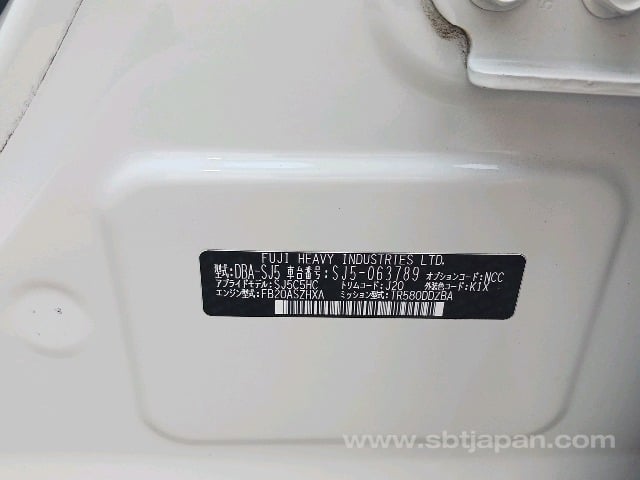 FUJI HEAVY INDUSTRIES LTD.
型式: DBA-SJ5 車台番号: SJ5-063789 オプションコード: NCC
アプライドモデル: SJ5C5HC トリムコード: J20 外装色コード: K1X
エンジン型式: FB20ASZHXA ミッション型式: TR580DDZBA
www.sbtjapan.com